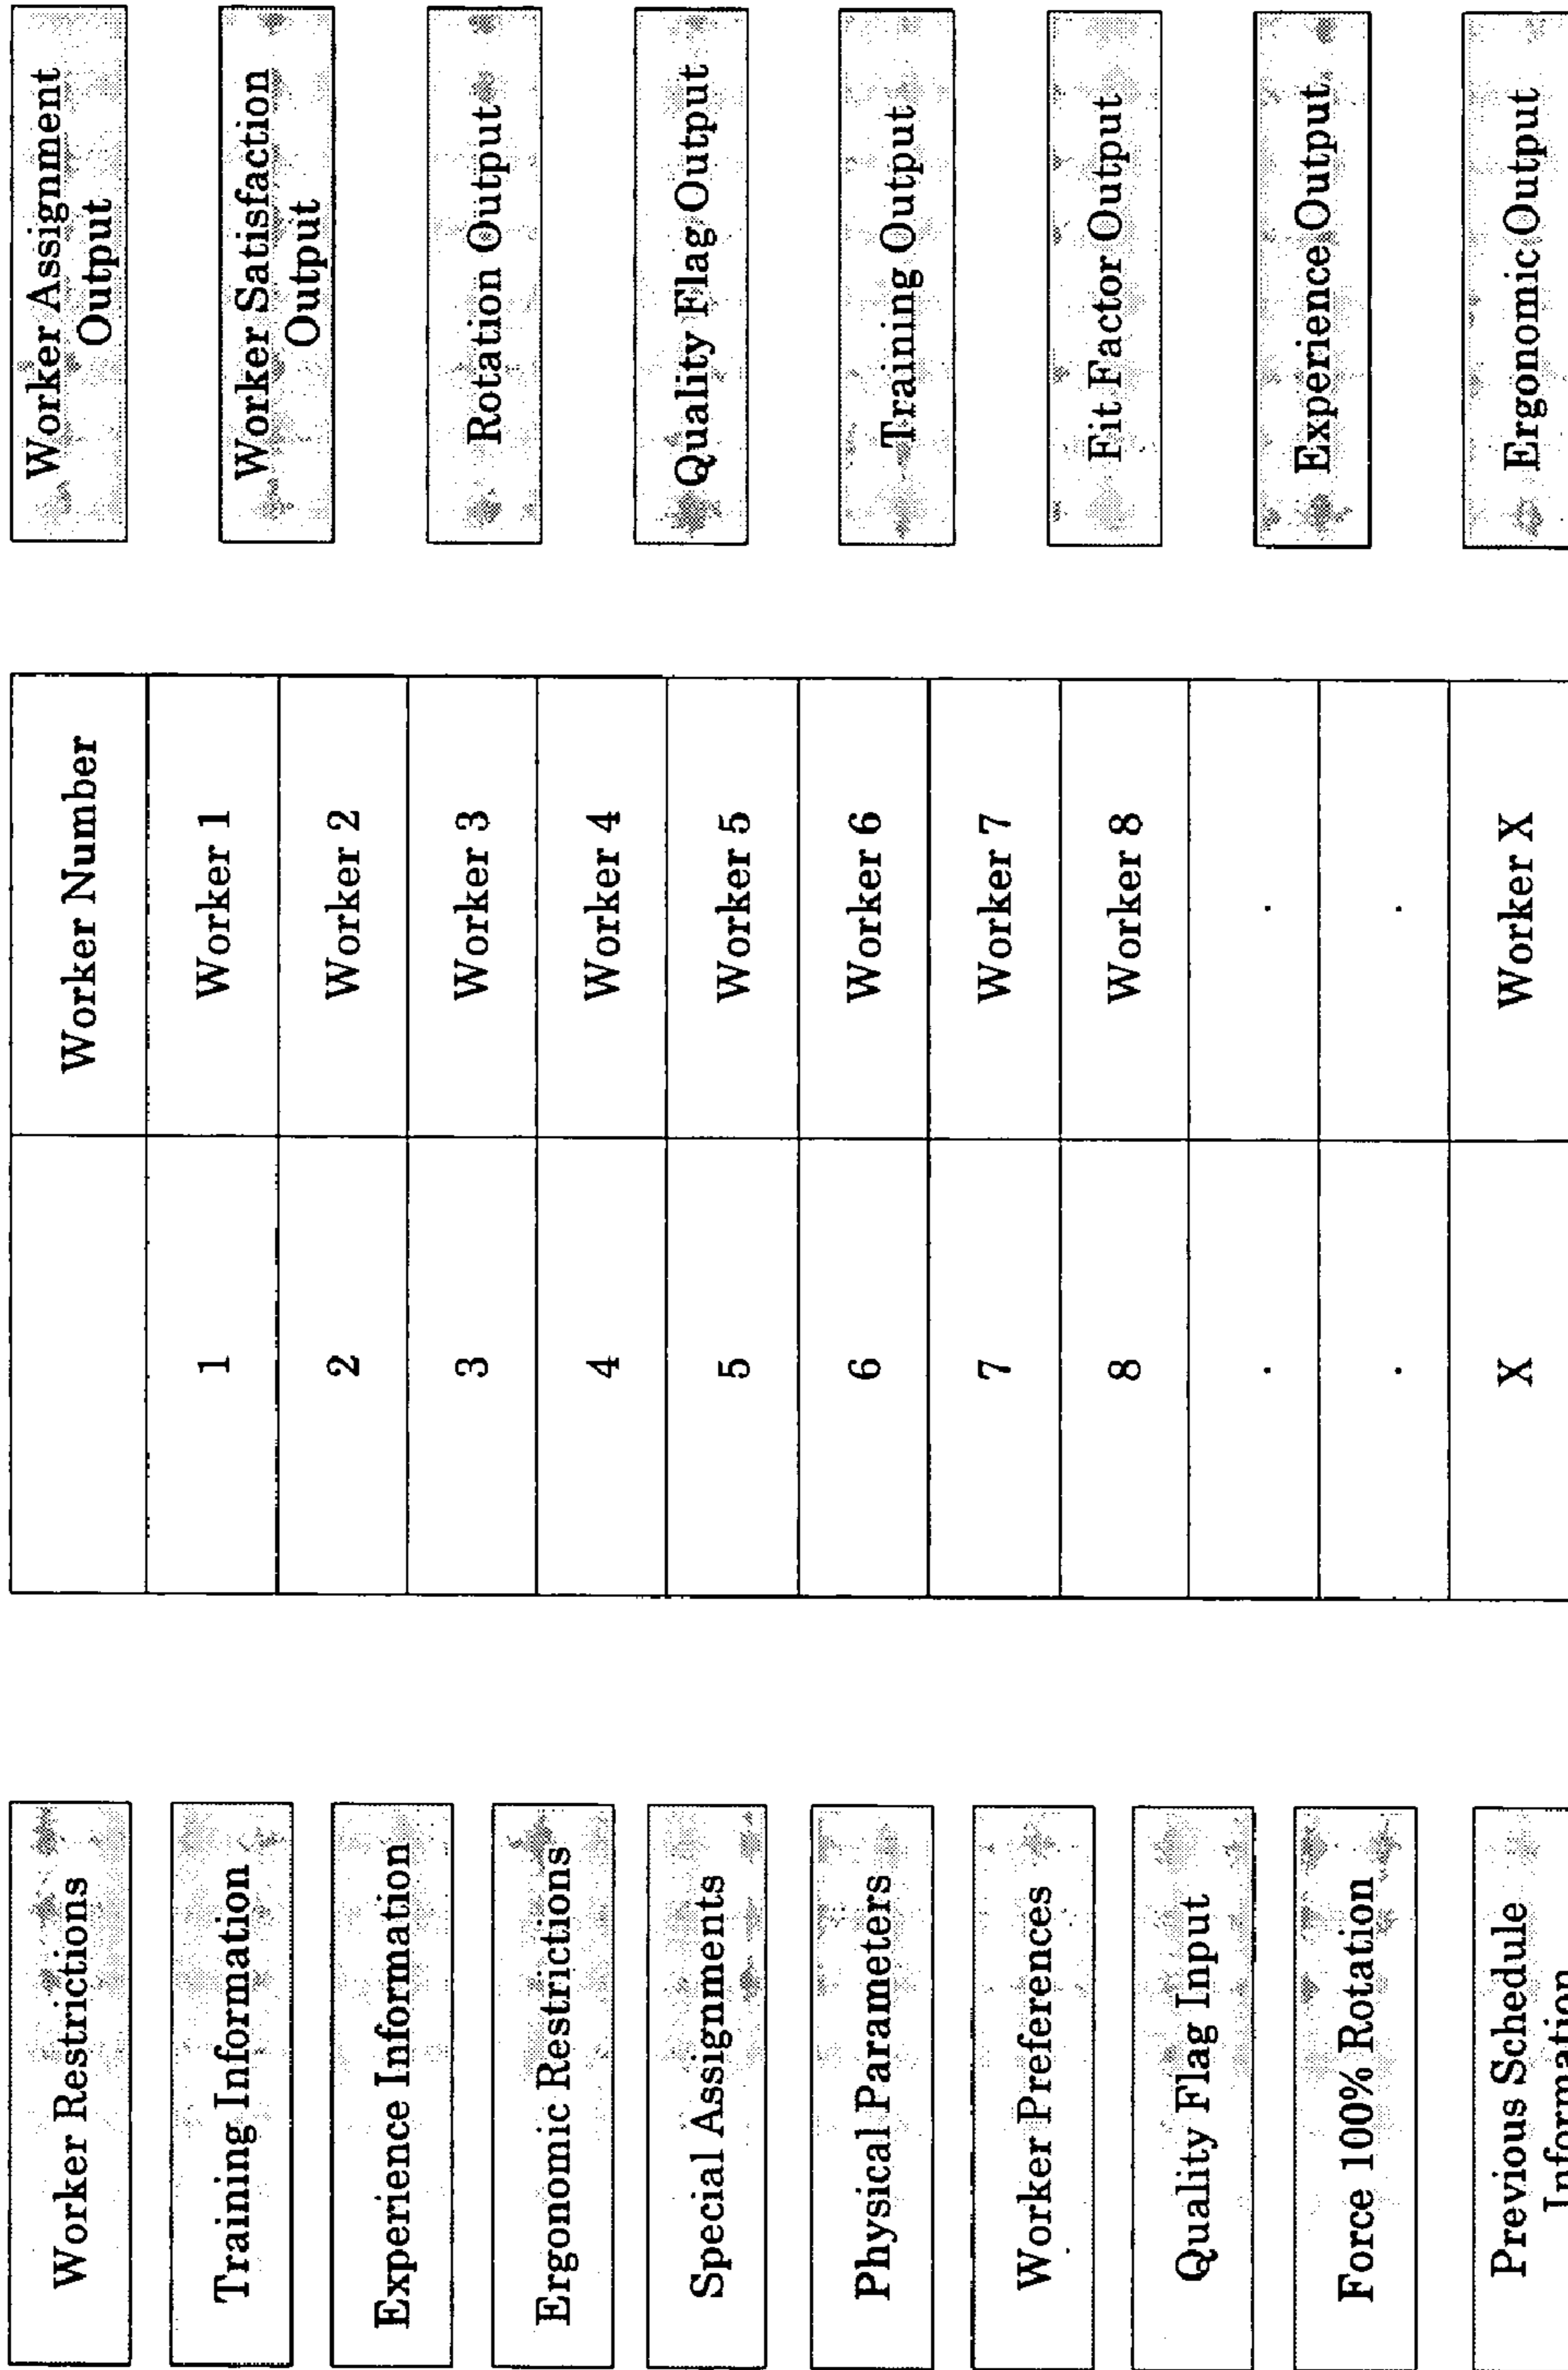 Worker Restrictions
Training Information
Experience Information
Ergonomic Restrictions
Special Assignments
Physical Parameters
Worker Preferences
Quality Flag Input
Force 100% Rotation
Previous Schedule
Information
Worker Number
1 Worker 1
2 Worker 2
3 Worker 3
4 Worker 4
5 Worker 5
6 Worker 6
7 Worker 7
8 Worker 8
. .
. .
X Worker X
Worker Assignment
Output
Worker Satisfaction
Output
Rotation Output
Quality Flag Output
Training Output
Fit Factor Output
Experience Output
Ergonomic Output